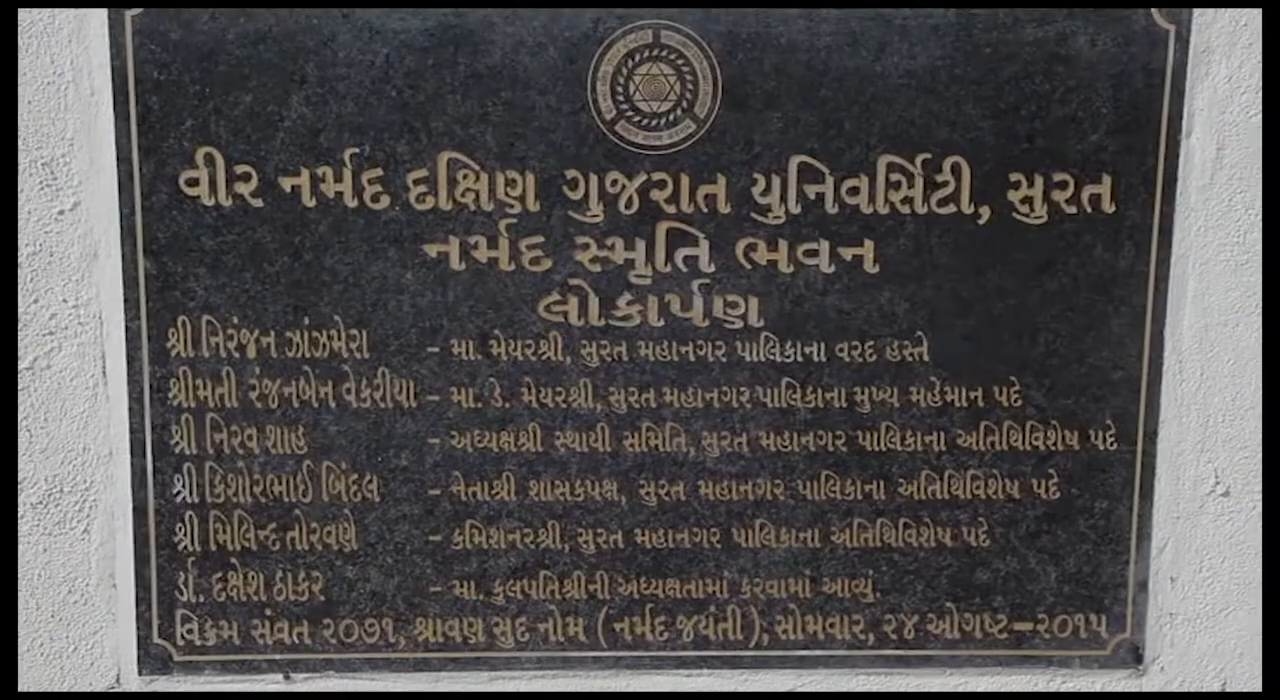 વીર નર્મદ દક્ષિણ ગુજરાત યુનિવર્સિટી, સુરત
નર્મદ સ્મૃતિ ભવન
લોકાર્પણ
શ્રી નિરંજન ઝાંઝમેરા – મા. મેયરશ્રી, સુરત મહાનગર પાલિકાના વરદ હસ્તે
શ્રીમતી રંજનબેન વેકરીયા – મા. ડે. મેયરશ્રી, સુરત મહાનગર પાલિકાના મુખ્ય મહેમાન પદે
શ્રી નિરવ શાહ – અધ્યક્ષશ્રી સ્થાયી સમિતિ, સુરત મહાનગર પાલિકાના અતિથિવિશેષ પદે
શ્રી કિશોરભાઈ બિંદલ – નેતાશ્રી શાસકપક્ષ, સુરત મહાનગર પાલિકાના અતિથિવિશેષ પદે
શ્રી મિલિન્દ તોરવણે – કમિશનરશ્રી, સુરત મહાનગર પાલિકાના અતિથિવિશેષ પદે
ર્ડા. દક્ષેશ ઠાકર – મા. કુલપતિશ્રીની અધ્યક્ષતામાં કરવામાં આવ્યું.
વિક્રમ સંવત ૨૦૭૧, શ્રાવણ સુદ નોમ (નર્મદ જયંતી), સોમવાર, ૨૪ ઓગષ્ટ–૨૦૧૫